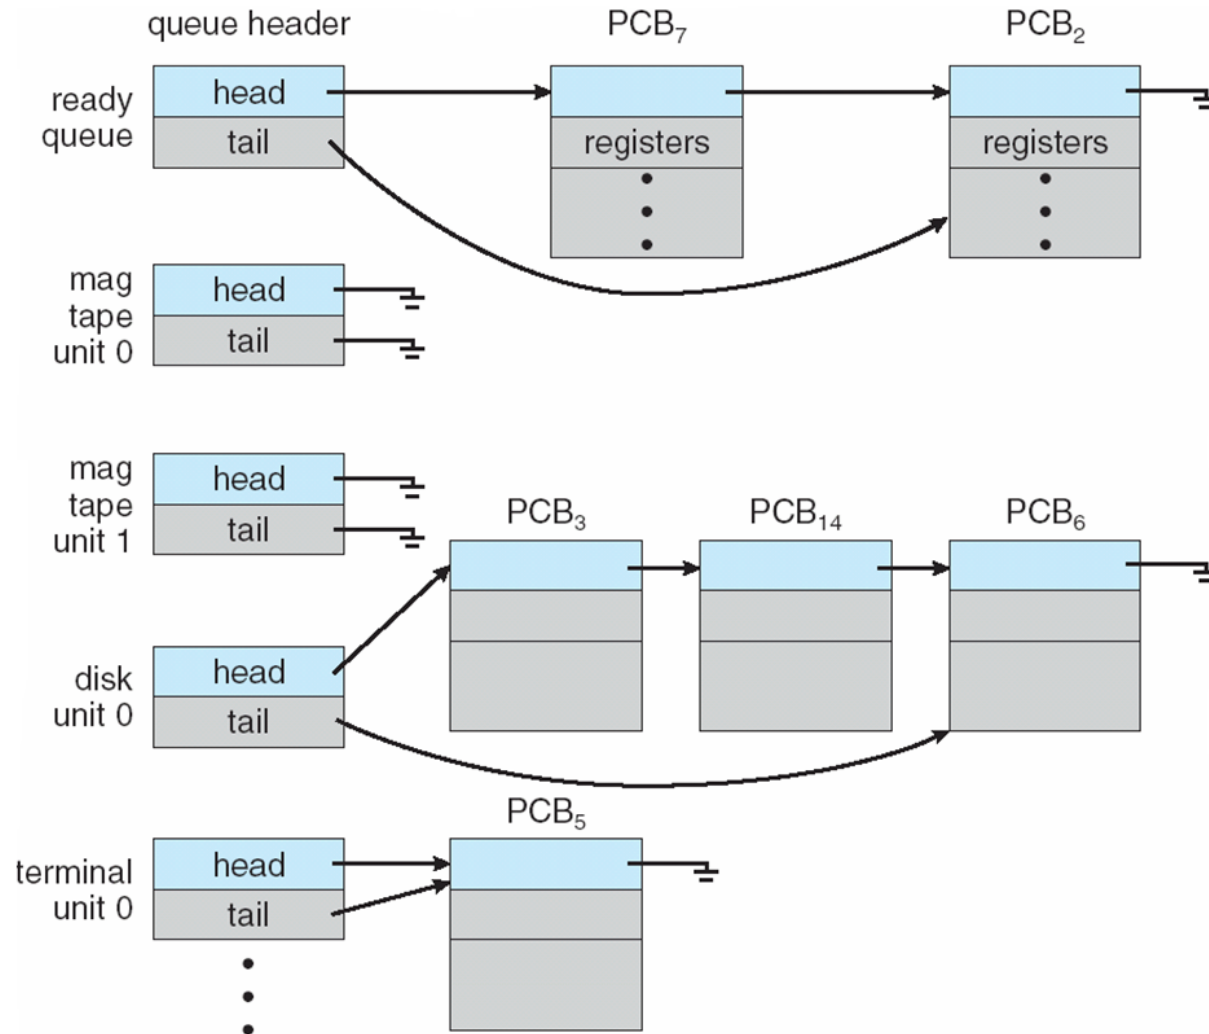 queue header
PCB₇
PCB₂
ready
queue
head
tail
registers
registers
mag
tape
unit 0
head
tail
mag
tape
unit 1
head
tail
PCB₃
PCB₁₄
PCB₆
disk
unit 0
head
tail
PCB₅
terminal
unit 0
head
tail